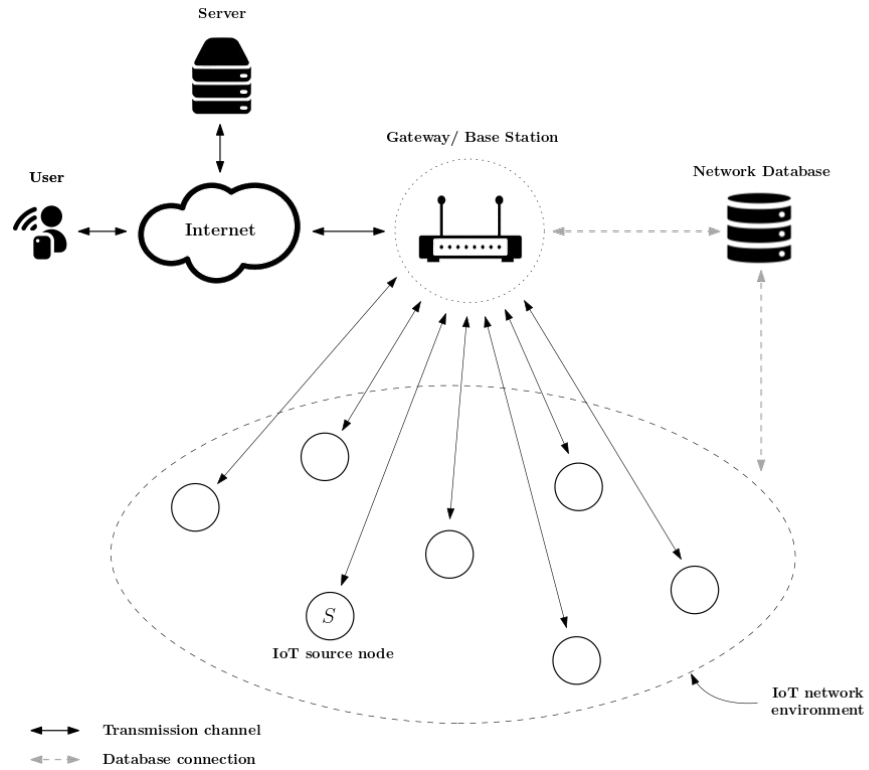 Server
Gateway/ Base Station
Network Database
User
Internet
S
IoT source node
IoT network
environment
Transmission channel
Database connection